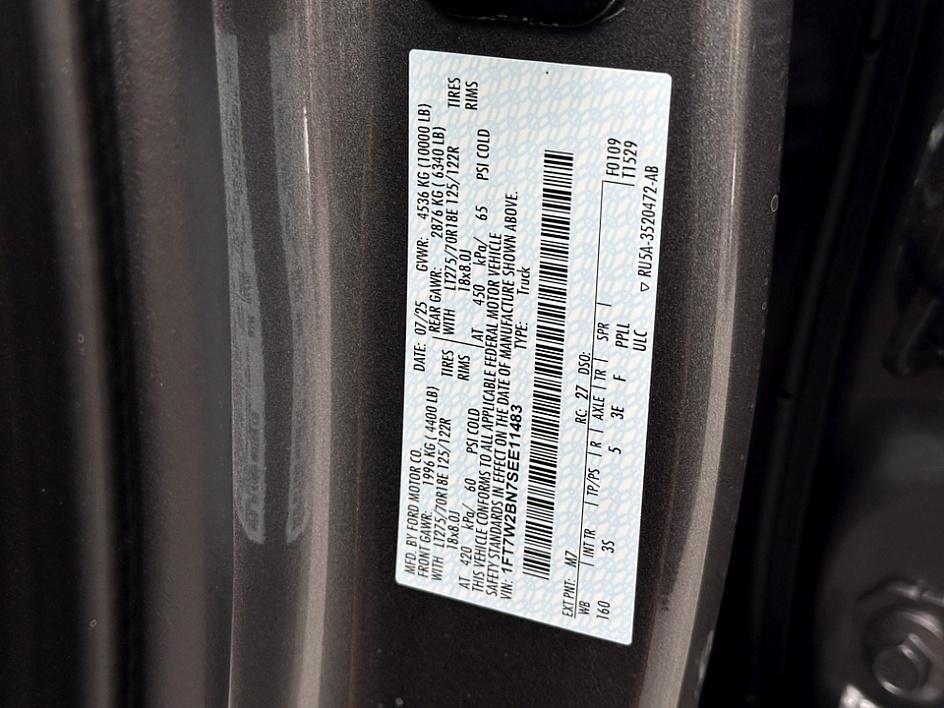 MFD. BY FORD MOTOR CO.
DATE: 07/25 GVWR: 4536 KG (10000 LB)
FRONT GAWR: 1996 KG ( 4400 LB) REAR GAWR: 2876 KG ( 6340 LB)
WITH LT275/70R18E 125/122R TIRES WITH LT275/70R18E 125/122R TIRES
18x8.0J RIMS 18x8.0J RIMS
AT 420 kPa/ 60 PSI COLD AT 450 kPa/ 65 PSI COLD
THIS VEHICLE CONFORMS TO ALL APPLICABLE FEDERAL MOTOR VEHICLE
SAFETY STANDARDS IN EFFECT ON THE DATE OF MANUFACTURE SHOWN ABOVE.
VIN: 1FT7W2BN7SEE11483 TYPE: Truck
EXT PNT: M7 RC: 27 DSO: F0109
WB INT TR TP/PS R AXLE TR SPR T1529
160 3S 5 3E F PPLL
ULC
▽ RU5A-3520472-AB